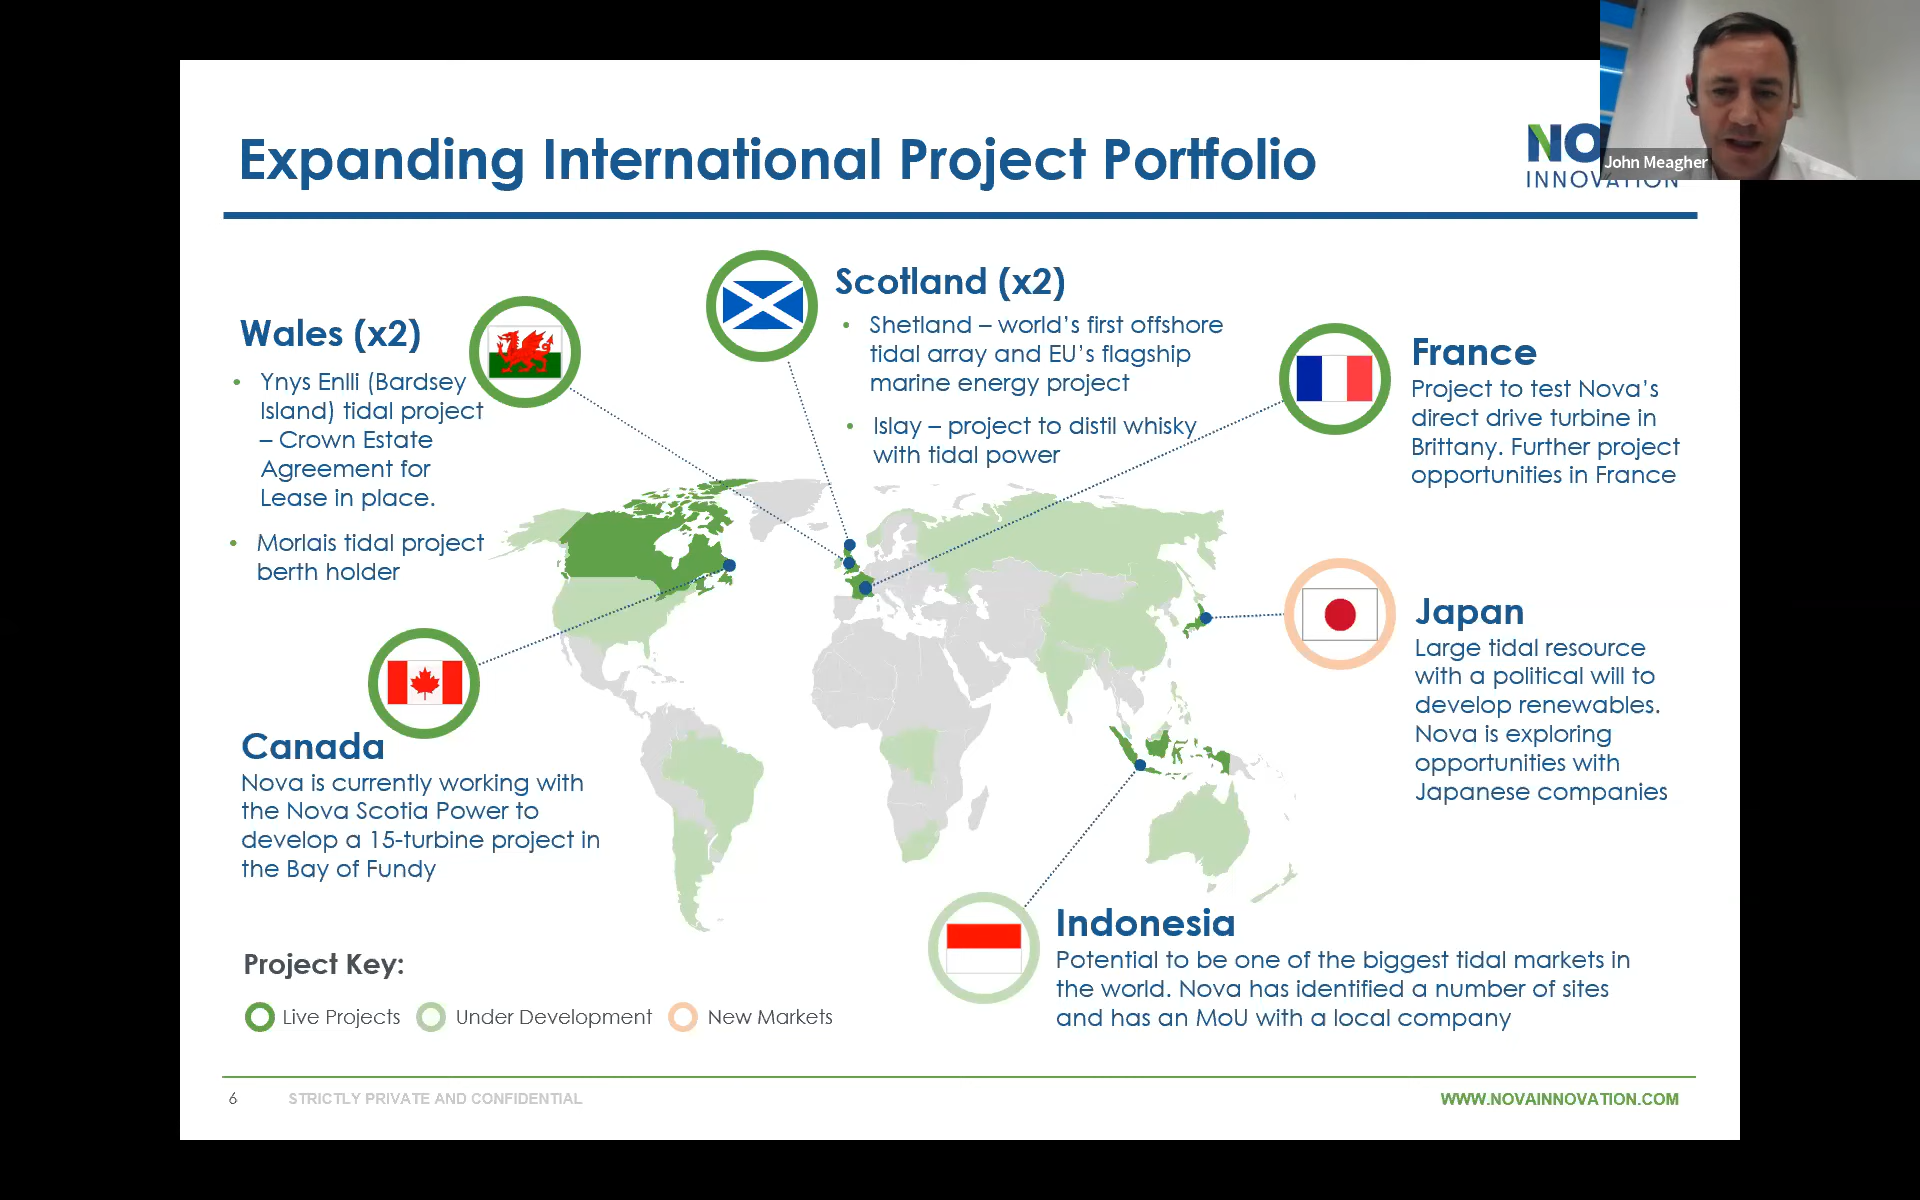 Expanding International Project Portfolio
NO
INNOVATION
John Meagher
Wales (x2)
• Ynys Enlli (Bardsey
Island) tidal project
– Crown Estate
Agreement for
Lease in place.
• Morlais tidal project
berth holder
Scotland (x2)
• Shetland – world's first offshore
tidal array and EU's flagship
marine energy project
• Islay – project to distil whisky
with tidal power
France
Project to test Nova's
direct drive turbine in
Brittany. Further project
opportunities in France
Japan
Large tidal resource
with a political will to
develop renewables.
Nova is exploring
opportunities with
Japanese companies
Canada
Nova is currently working with
the Nova Scotia Power to
develop a 15-turbine project in
the Bay of Fundy
Indonesia
Potential to be one of the biggest tidal markets in
the world. Nova has identified a number of sites
and has an MoU with a local company
Project Key:
Live Projects
Under Development
New Markets
6
STRICTLY PRIVATE AND CONFIDENTIAL
WWW.NOVAINNOVATION.COM